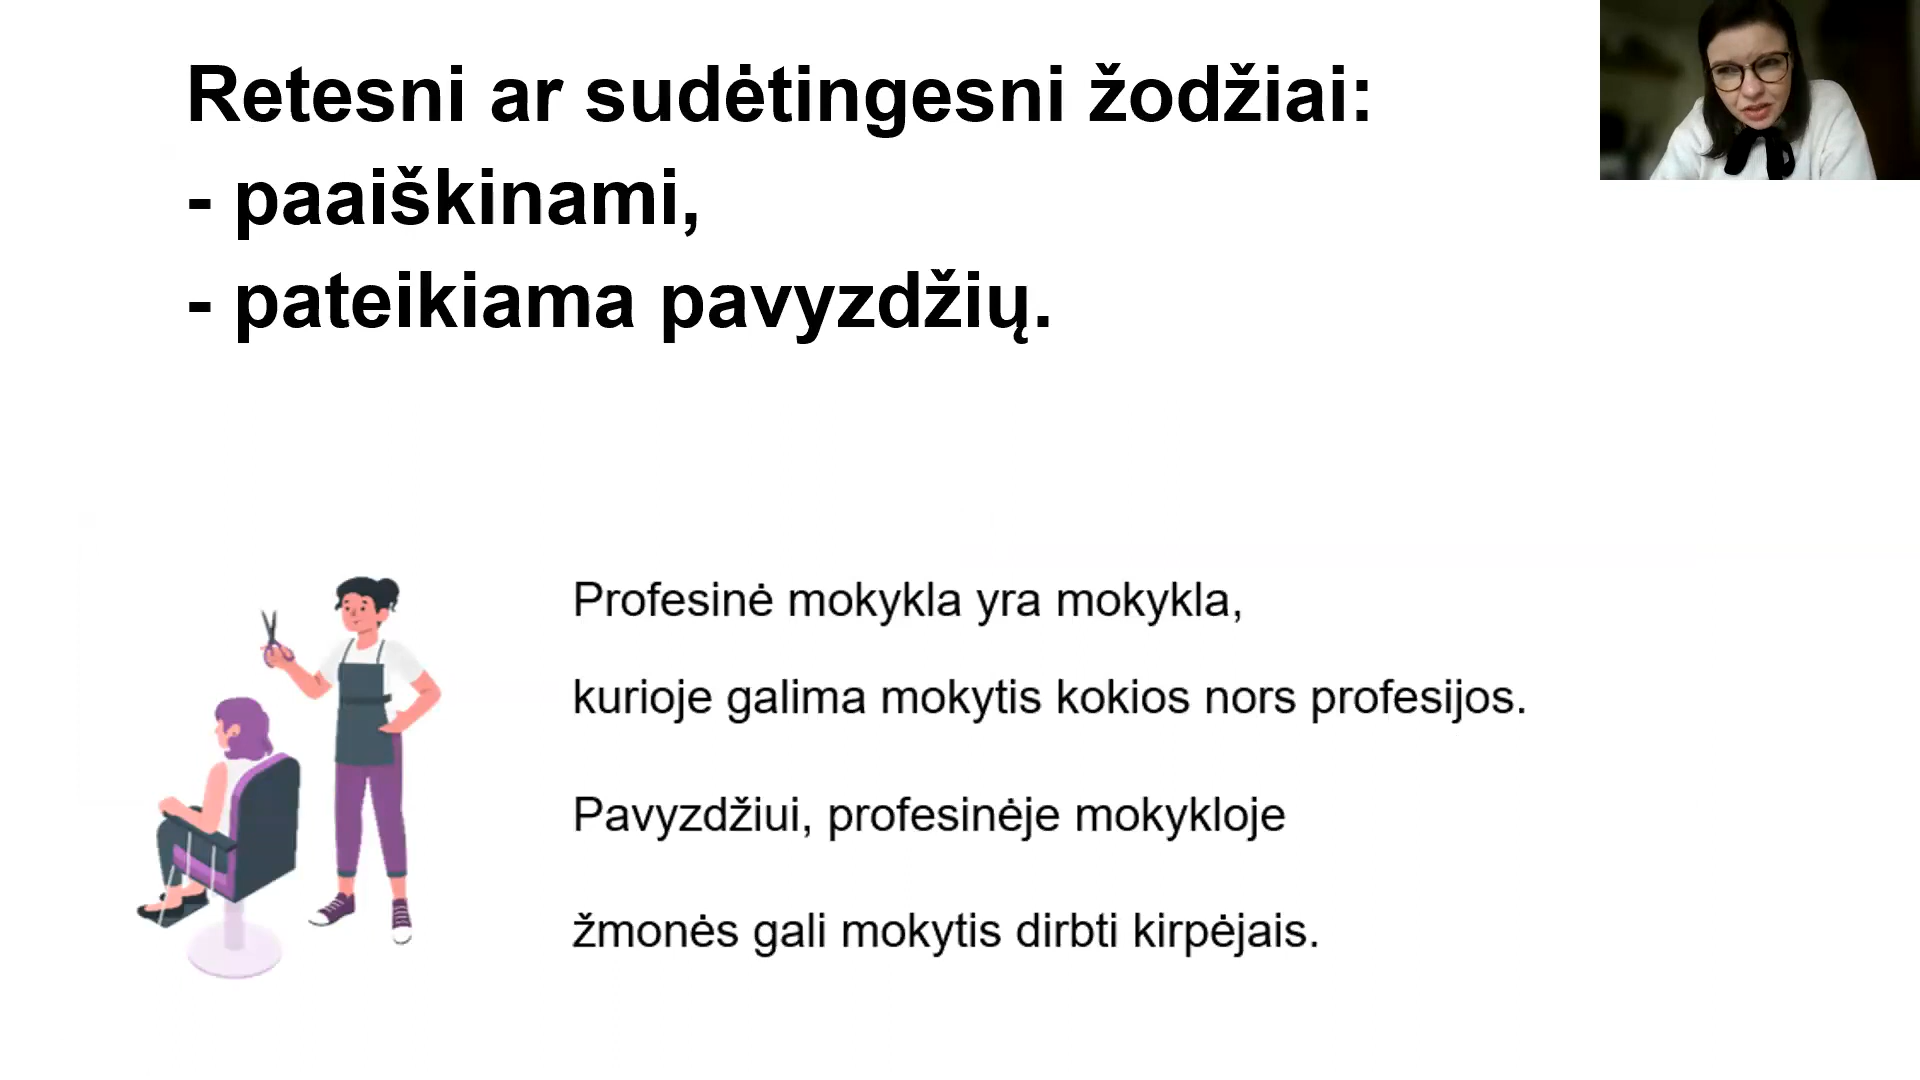 Retesni ar sudėtingesni žodžiai:
- paaiškinami,
- pateikiama pavyzdžių.
Profesinė mokykla yra mokykla,
kurioje galima mokytis kokios nors profesijos.
Pavyzdžiui, profesinėje mokykloje
žmonės gali mokytis dirbti kirpėjais.